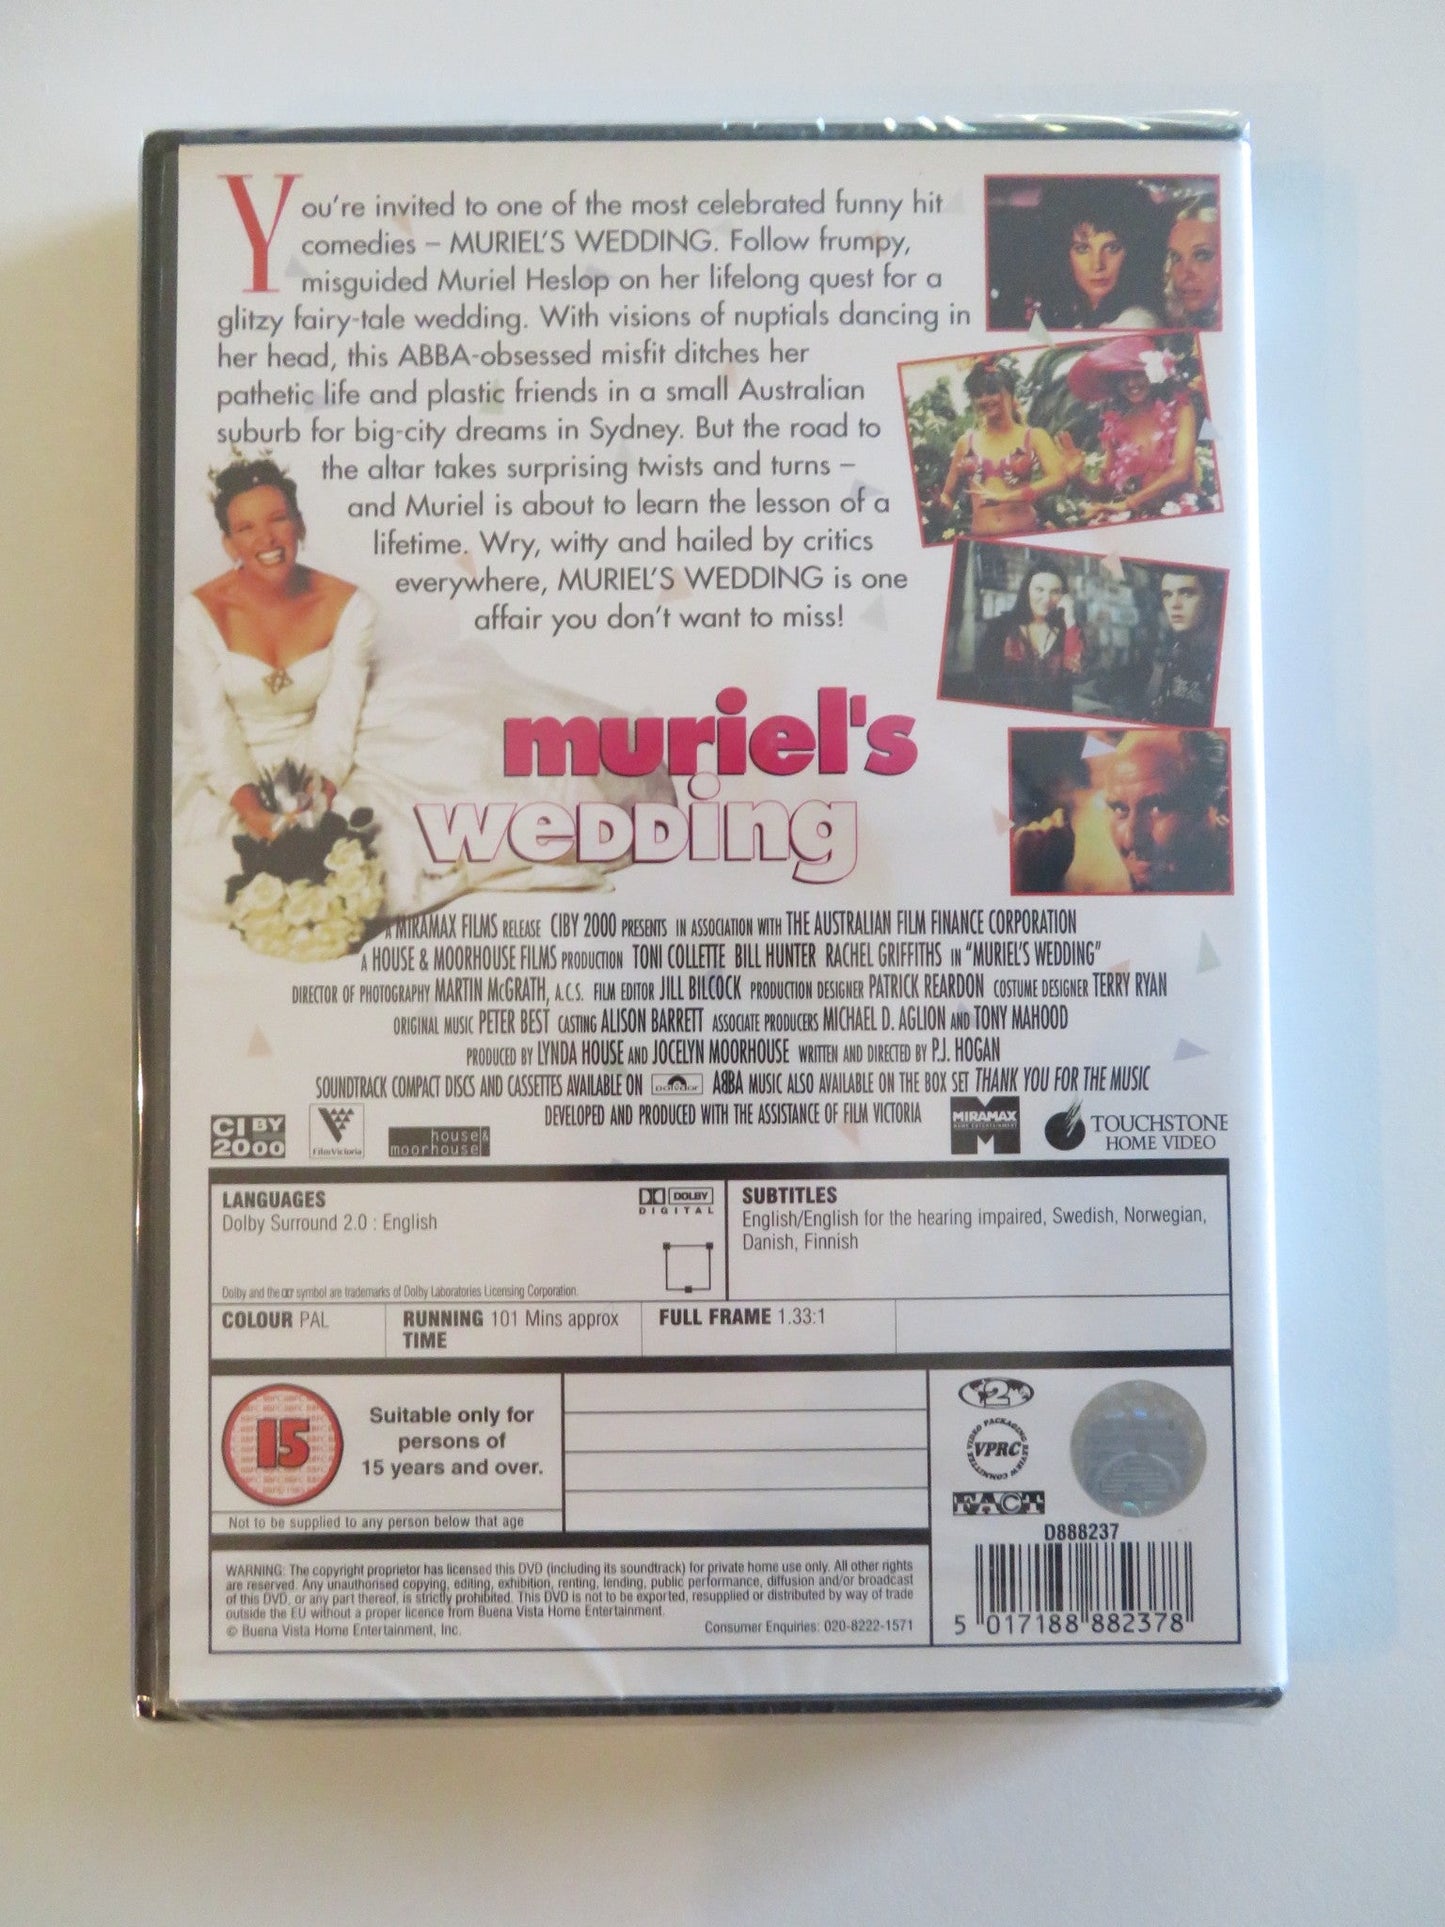 You're invited to one of the most celebrated funny hit
comedies – MURIEL'S WEDDING. Follow frumpy,
misguided Muriel Heslop on her lifelong quest for a
glitzy fairy-tale wedding. With visions of nuptials dancing in
her head, this ABBA-obsessed misfit ditches her
pathetic life and plastic friends in a small Australian
suburb for big-city dreams in Sydney. But the road to
the altar takes surprising twists and turns –
and Muriel is about to learn the lesson of a
lifetime. Wry, witty and hailed by critics
everywhere, MURIEL'S WEDDING is one
affair you don't want to miss!
muriel's
WEDDing
A MIRAMAX FILMS RELEASE CIBY 2000 PRESENTS IN ASSOCIATION WITH THE AUSTRALIAN FILM FINANCE CORPORATION
A HOUSE & MOORHOUSE FILMS PRODUCTION TONI COLLETTE BILL HUNTER RACHEL GRIFFITHS IN "MURIEL'S WEDDING"
DIRECTOR OF PHOTOGRAPHY MARTIN McGRATH, A.C.S. FILM EDITOR JILL BILCOCK PRODUCTION DESIGNER PATRICK REARDON COSTUME DESIGNER TERRY RYAN
ORIGINAL MUSIC PETER BEST CASTING ALISON BARRETT ASSOCIATE PRODUCERS MICHAEL D. AGLION AND TONY MAHOOD
PRODUCED BY LYNDA HOUSE AND JOCELYN MOORHOUSE WRITTEN AND DIRECTED BY P.J. HOGAN
SOUNDTRACK COMPACT DISCS AND CASSETTES AVAILABLE ON polydor ABBA MUSIC ALSO AVAILABLE ON THE BOX SET THANK YOU FOR THE MUSIC
DEVELOPED AND PRODUCED WITH THE ASSISTANCE OF FILM VICTORIA
CIBY
2000
Film Victoria
house &
moorhouse
MIRAMAX
HOME ENTERTAINMENT
TOUCHSTONE
HOME VIDEO
LANGUAGES
Dolby Surround 2.0 : English
DOLBY
DIGITAL
Dolby and the symbol are trademarks of Dolby Laboratories Licensing Corporation.
SUBTITLES
English/English for the hearing impaired, Swedish, Norwegian,
Danish, Finnish
COLOUR PAL
RUNNING 101 Mins approx
TIME
FULL FRAME 1.33:1
15
Suitable only for
persons of
15 years and over.
Not to be supplied to any person below that age
2
VIDEO PACKAGING REVIEW COMMITTEE
VPRC
FACT
D888237
WARNING: The copyright proprietor has licensed this DVD (including its soundtrack) for private home use only. All other rights
are reserved. Any unauthorised copying, editing, exhibition, renting, lending, public performance, diffusion and/or broadcast
of this DVD, or any part thereof, is strictly prohibited. This DVD is not to be exported, resupplied or distributed by way of trade
outside the EU without a proper licence from Buena Vista Home Entertainment.
© Buena Vista Home Entertainment, Inc.
Consumer Enquiries: 020-8222-1571
5 017188 882378